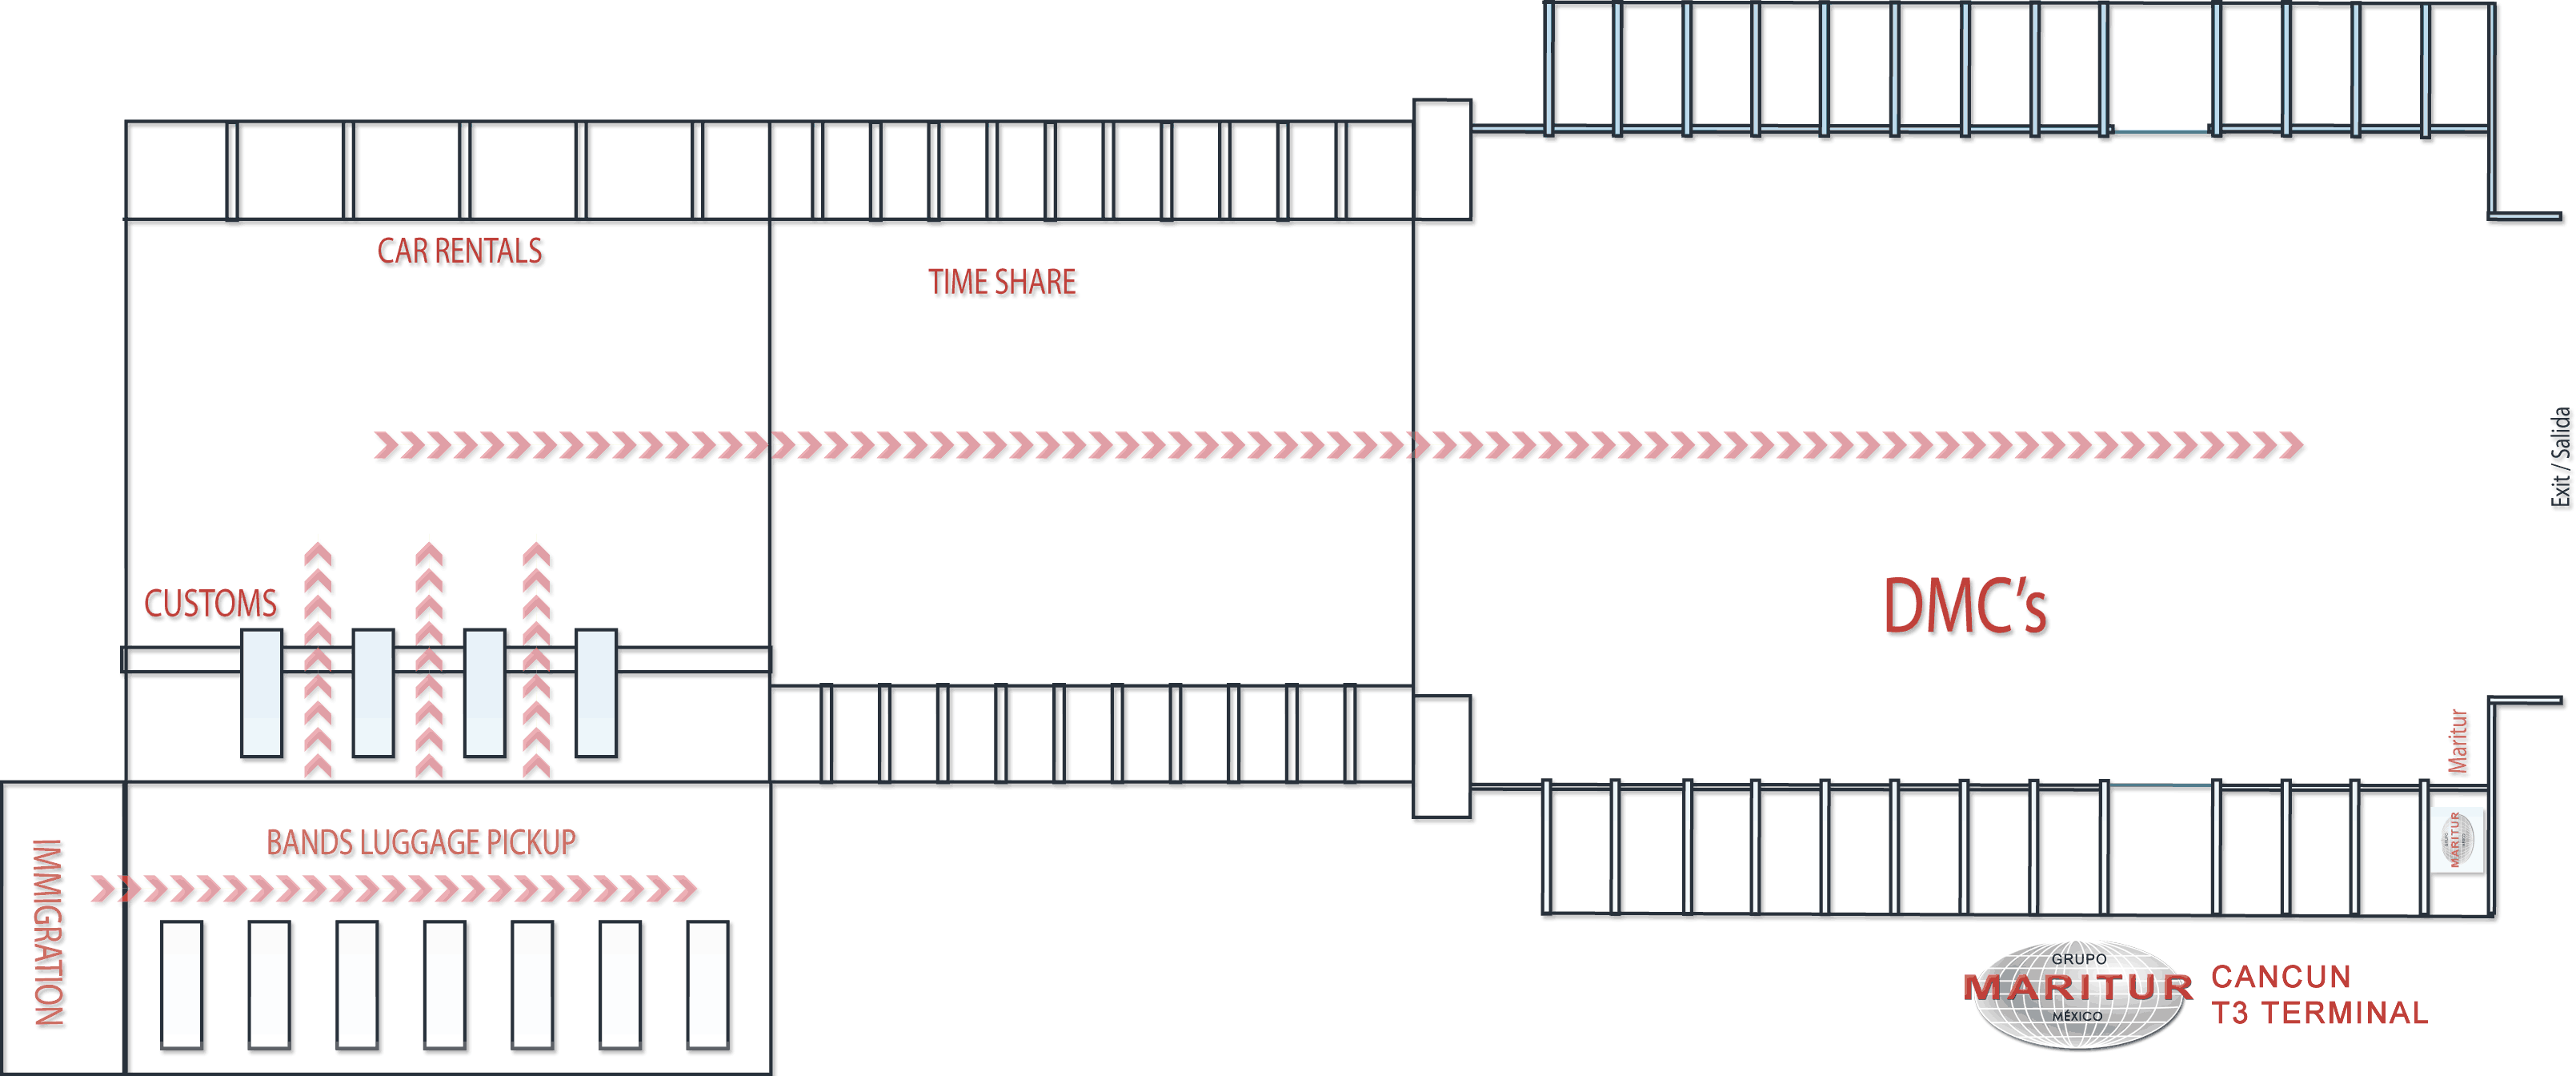 CAR RENTALS
TIME SHARE
Exit / Salida
CUSTOMS
DMC's
Maritur
MARITUR
BANDS LUGGAGE PICKUP
IMMIGRATION
GRUPO
MARITUR
MÉXICO
CANCUN
T3 TERMINAL